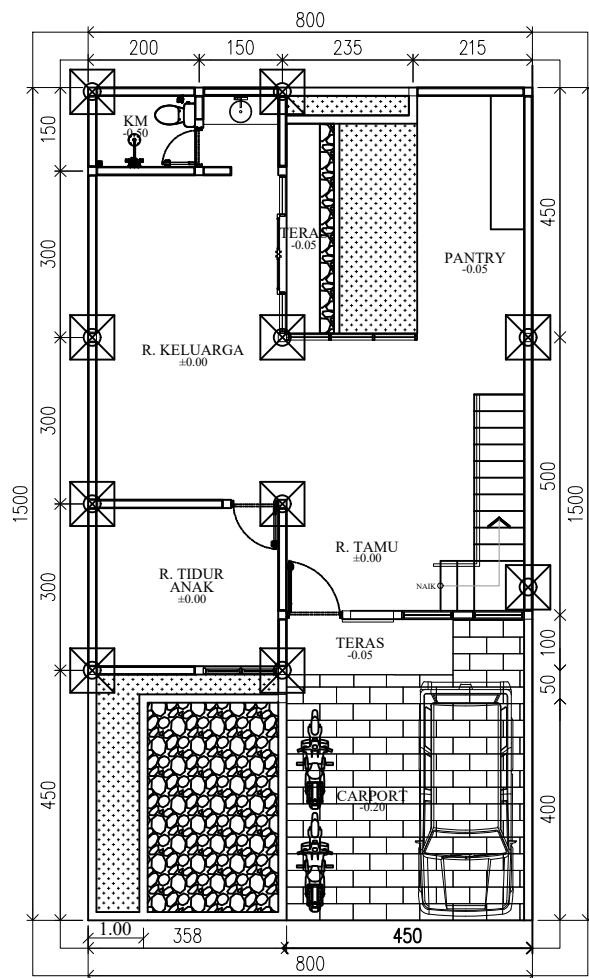 800
200 150 235 215
150
KM
-0.50
450
300
TERAS
-0.05
PANTRY
-0.05
R. KELUARGA
±0.00
300
1500
500
1500
R. TAMU
±0.00
R. TIDUR
ANAK
±0.00
300
NAIK
TERAS
-0.05
100
50
CARPORT
-0.20
450
400
1.00
358
450
800